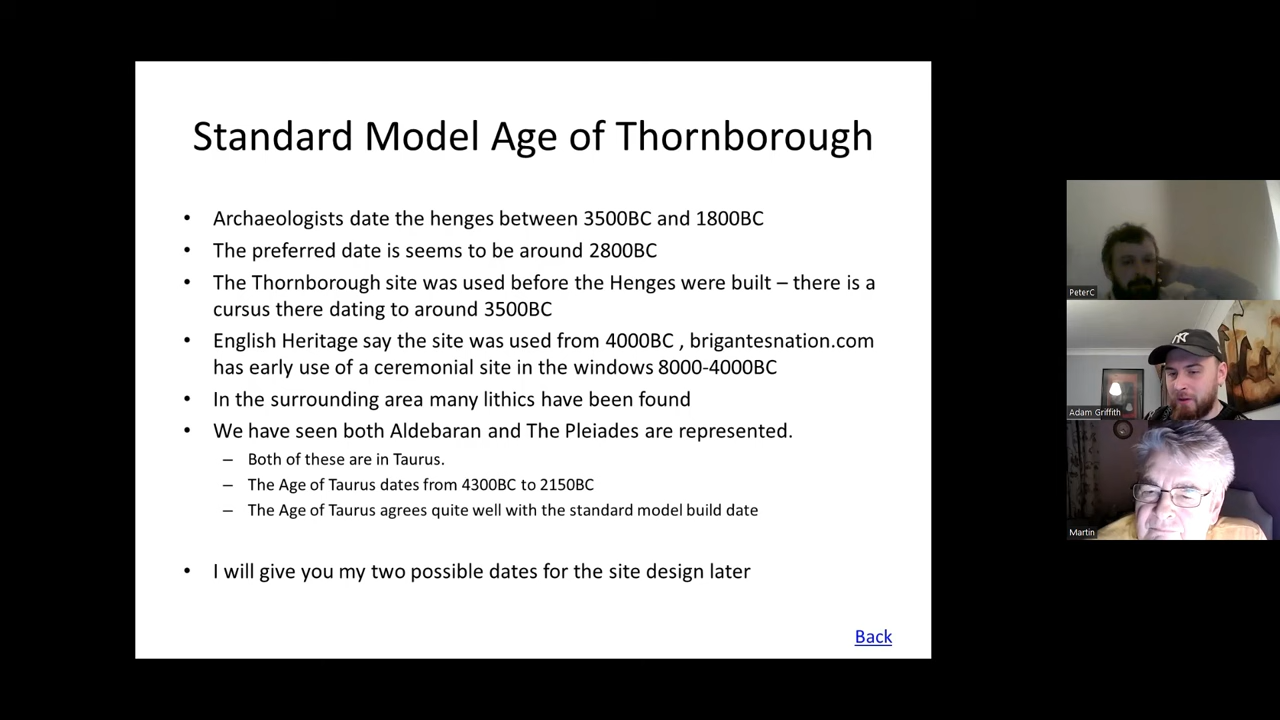 Standard Model Age of Thornborough
• Archaeologists date the henges between 3500BC and 1800BC
• The preferred date is seems to be around 2800BC
• The Thornborough site was used before the Henges were built – there is a
cursus there dating to around 3500BC
• English Heritage say the site was used from 4000BC , brigantesnation.com
has early use of a ceremonial site in the windows 8000-4000BC
• In the surrounding area many lithics have been found
• We have seen both Aldebaran and The Pleiades are represented.
– Both of these are in Taurus.
– The Age of Taurus dates from 4300BC to 2150BC
– The Age of Taurus agrees quite well with the standard model build date
• I will give you my two possible dates for the site design later
Back
PeterC
Adam Griffith
Martin